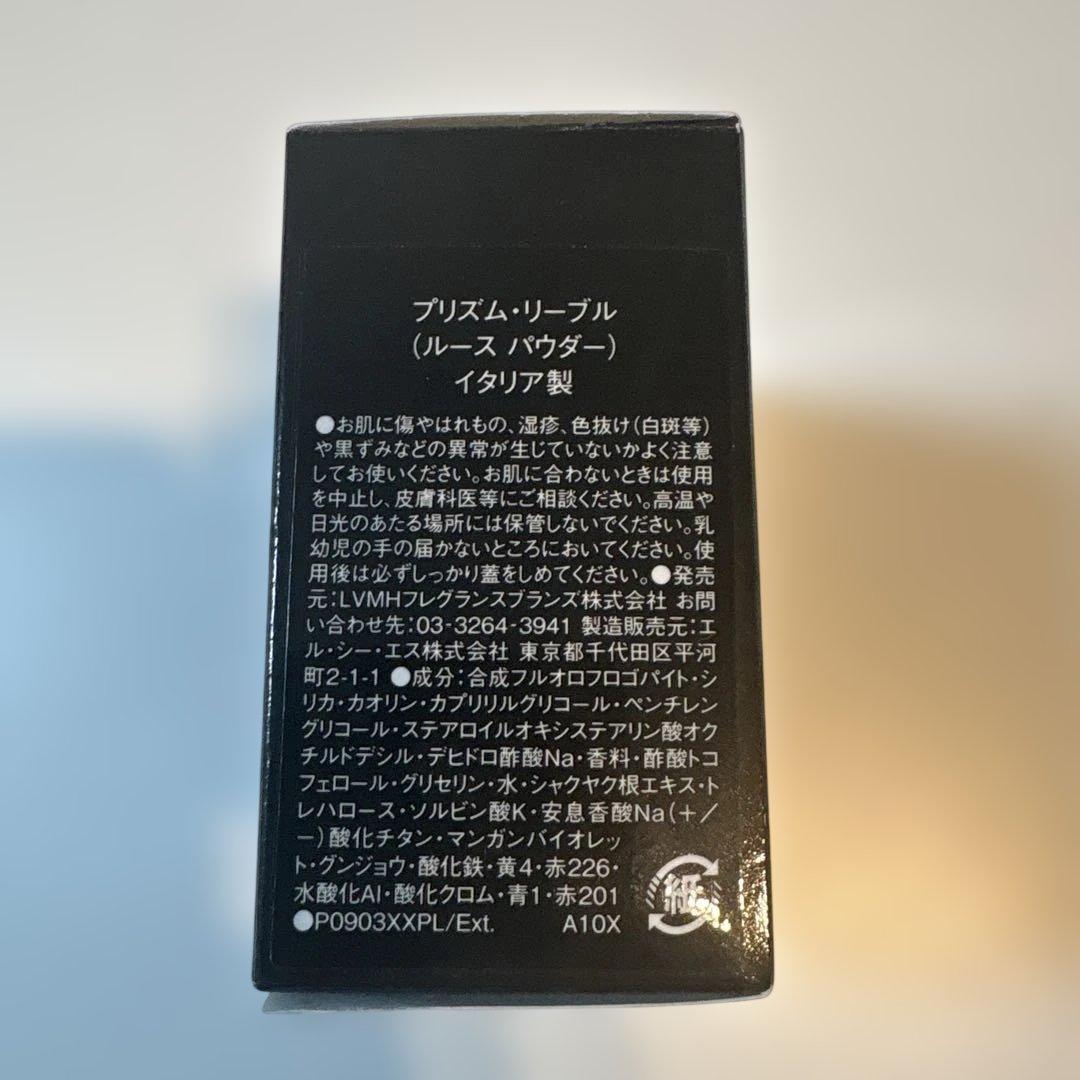 プリズム・リーブル
(ルース パウダー)
イタリア製
●お肌に傷やはれもの、湿疹、色抜け(白斑等)
や黒ずみなどの異常が生じていないかよく注意
してお使いください。お肌に合わないときは使用
を中止し、皮膚科医等にご相談ください。高温や
日光のあたる場所には保管しないでください。乳
幼児の手の届かないところにおいてください。使
用後は必ずしっかり蓋をしめてください。●発売
元:LVMHフレグランスブランズ株式会社 お問
い合わせ先:03-3264-3941 製造販売元:エ
ル・シー・エス株式会社 東京都千代田区平河
町2-1-1 ●成分:合成フルオロフロゴパイト・シ
リカ・カオリン・カプリリルグリコール・ペンチレン
グリコール・ステアロイルオキシステアリン酸オク
チルドデシル・デヒドロ酢酸Na・香料・酢酸トコ
フェロール・グリセリン・水・シャクヤク根エキス・ト
レハロース・ソルビン酸K・安息香酸Na(+/
ー)酸化チタン・マンガンバイオレッ
ト・グンジョウ・酸化鉄・黄4・赤226・
水酸化Al・酸化クロム・青1・赤201
●P0903XXPL/Ext. A10X
紙